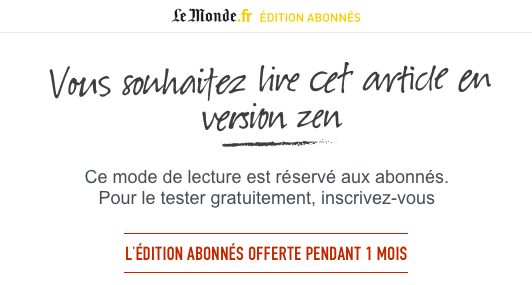 Le Monde.fr ÉDITION ABONNÉS
Vous souhaitez lire cet article en
version zen
Ce mode de lecture est réservé aux abonnés.
Pour le tester gratuitement, inscrivez-vous
L'ÉDITION ABONNÉS OFFERTE PENDANT 1 MOIS